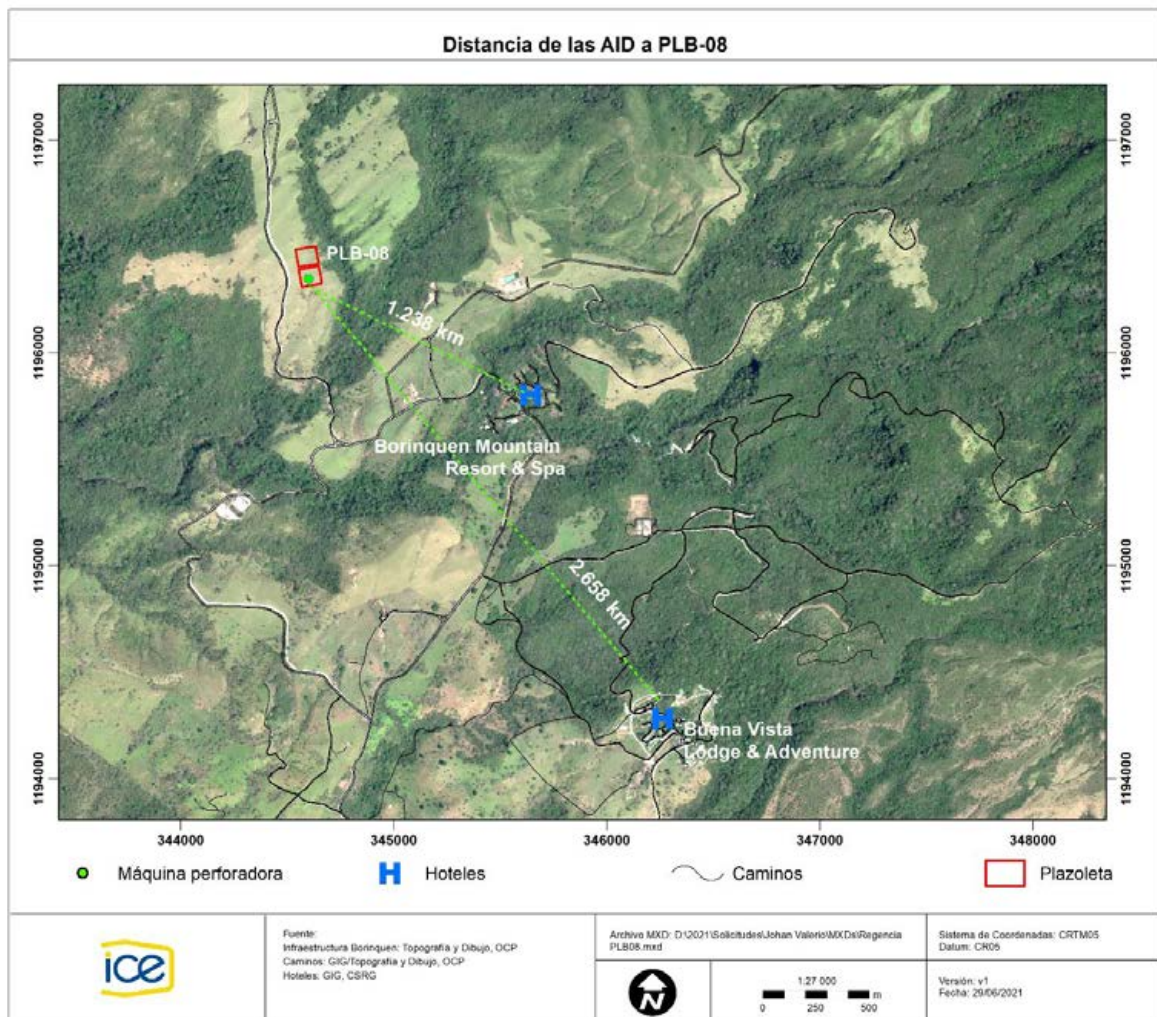 Distancia de las AID a PLB-08
1197000
1196000
1195000
1194000
1197000
1196000
1195000
1194000
PLB-08
1.238 km
Borinquen Mountain
Resort & Spa
2.658 km
Buena Vista
Lodge & Adventure
344000
345000
346000
347000
348000
Máquina perforadora
H Hoteles
Caminos
Plazoleta
ice
Fuente:
Infraestructura Borinquen: Topografía y Dibujo, OCP
Caminos: GIG/Topografía y Dibujo, OCP
Hoteles: GIG, CSRG
Archivo MXD: D:\2021\Solicitudes\Johan Valerio\MXDs\Regencia
PLB08.mxd
N
1:27 000
0 250 500 m
Sistema de Coordenadas: CRTM05
Datum: CR05
Versión: v1
Fecha: 29/06/2021